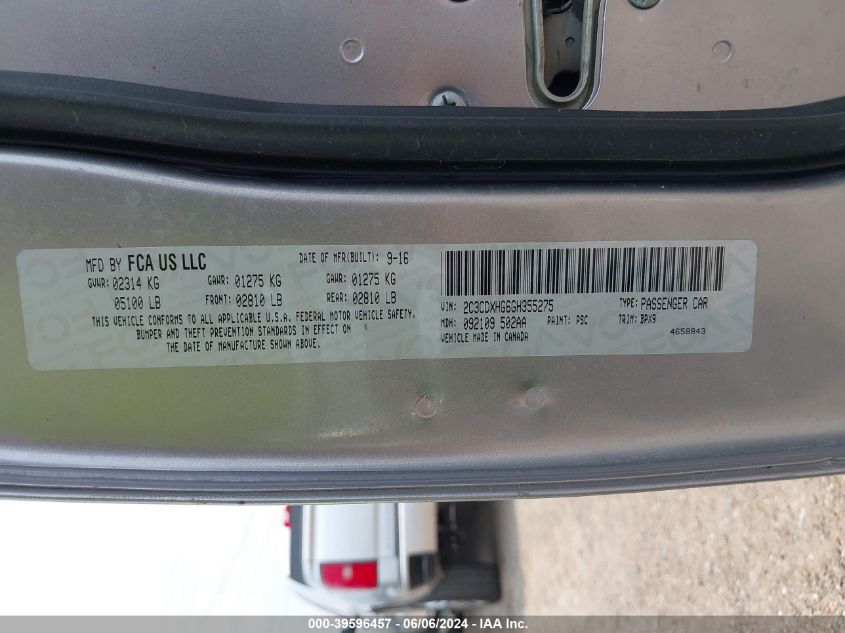 MFD BY FCA US LLC
DATE OF MFR(BUILT): 9-16
GVWR: 02314 KG
GAWR: 01275 KG
GAWR: 01275 KG
05100 LB
FRONT: 02810 LB
REAR: 02810 LB
THIS VEHICLE CONFORMS TO ALL APPLICABLE U.S.A. FEDERAL MOTOR VEHICLE SAFETY,
BUMPER AND THEFT PREVENTION STANDARDS IN EFFECT ON
THE DATE OF MANUFACTURE SHOWN ABOVE.
VIN: 2C3CDXHG6GH355275
TYPE: PASSENGER CAR
MDH: 092109 502AA
PAINT: PSC
TRIM: BPX9
VEHICLE MADE IN CANADA
4658843
000-39596457 - 06/06/2024 - © IAA Holdings, LLC.